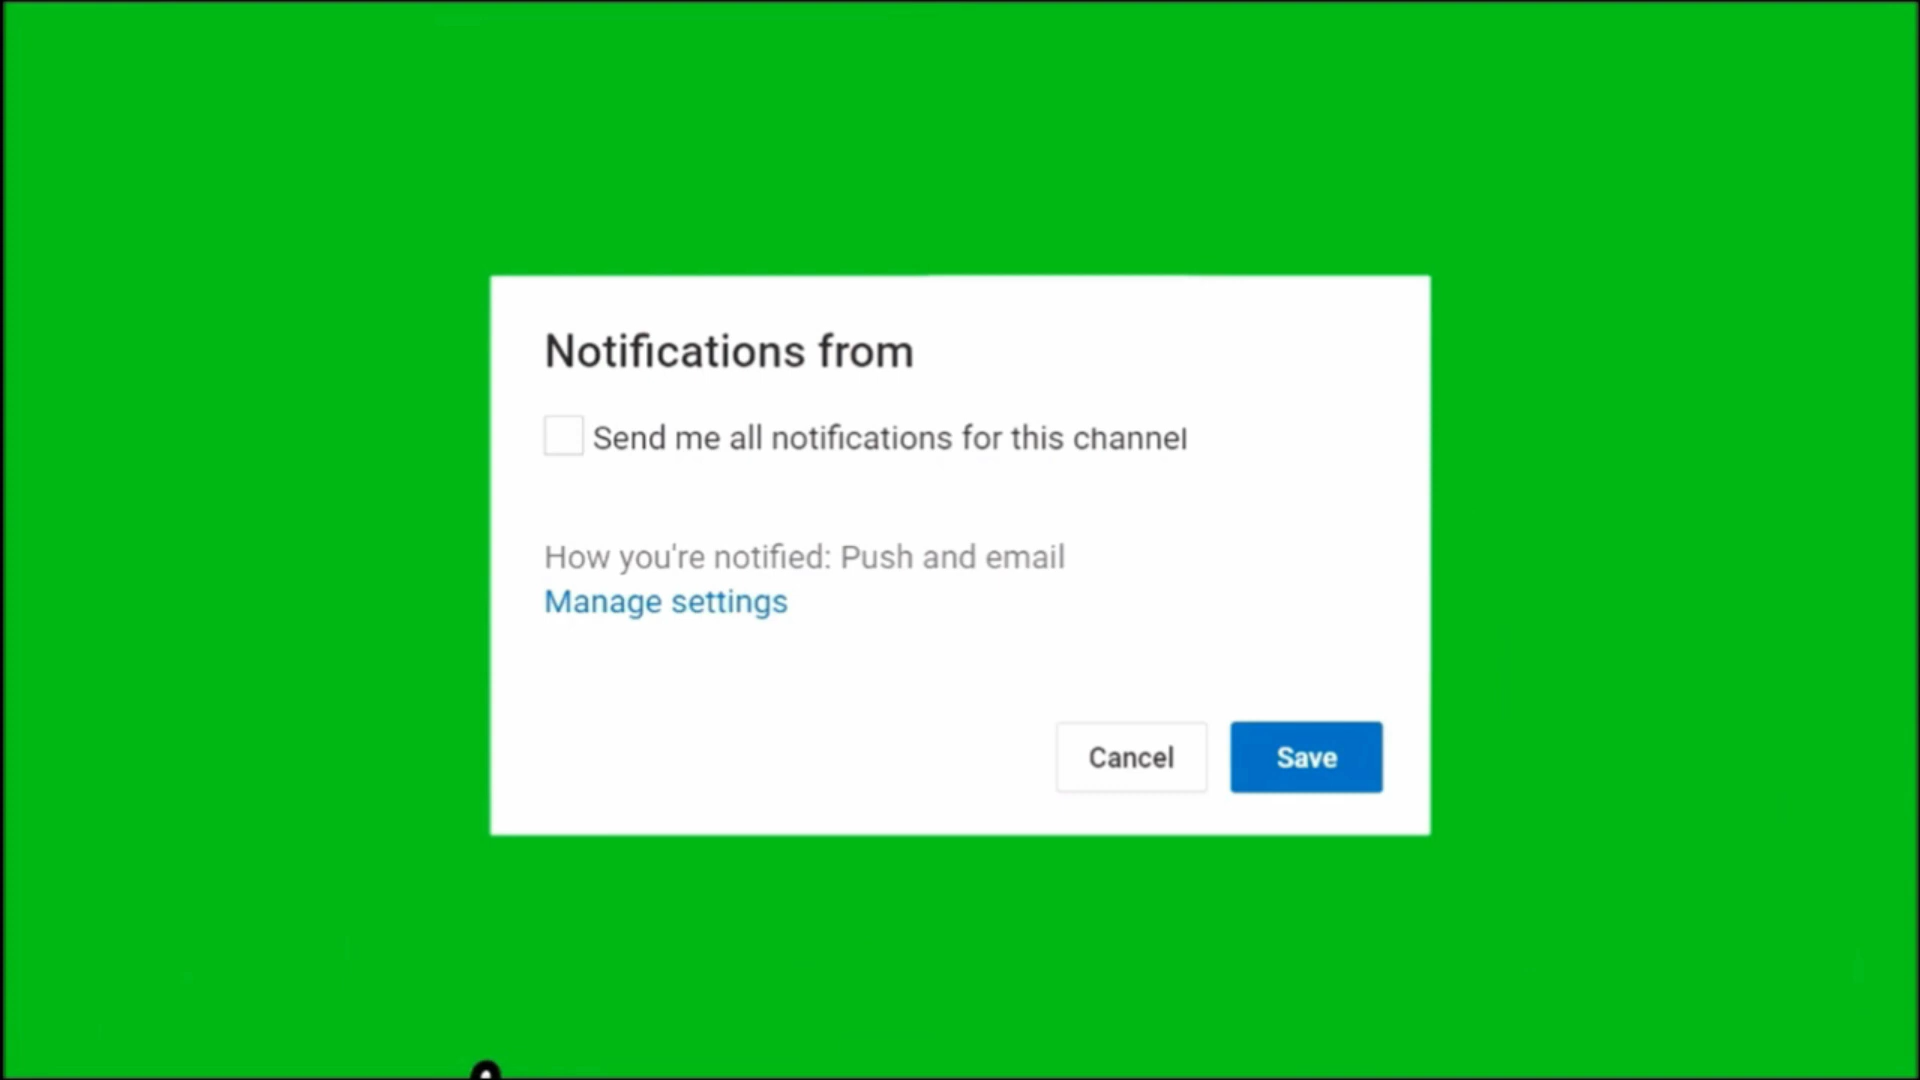 Notifications from
Send me all notifications for this channel
How you're notified: Push and email
Manage settings
Cancel
Save